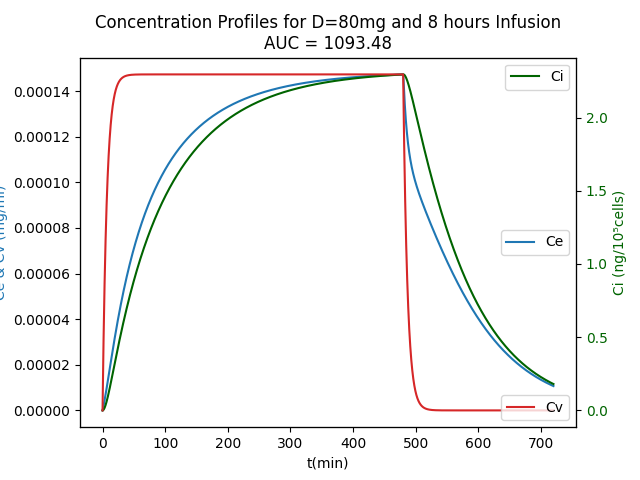 Concentration Profiles for D=80mg and 8 hours Infusion
AUC = 1093.48
Ci
Ce
Cv
0.00014
0.00012
0.00010
0.00008
0.00006
0.00004
0.00002
0.00000
2.0
1.5
1.0
0.5
0.0
Ce & Cv (mg/ml)
Ci (ng/10⁵cells)
0 100 200 300 400 500 600 700
t(min)